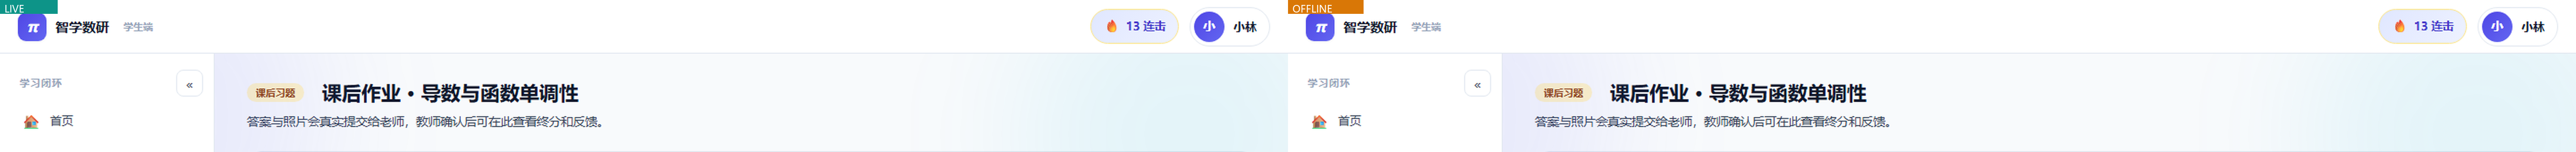 LIVE
π 智学数研 学生端 13 连击 小 小林
学习闭环 «
课后习题 课后作业・导数与函数单调性
首页
答案与照片会真实提交给老师，教师确认后可在此查看终分和反馈。
OFFLINE
π 智学数研 学生端 13 连击 小 小林
学习闭环 «
课后习题 课后作业・导数与函数单调性
首页
答案与照片会真实提交给老师，教师确认后可在此查看终分和反馈。